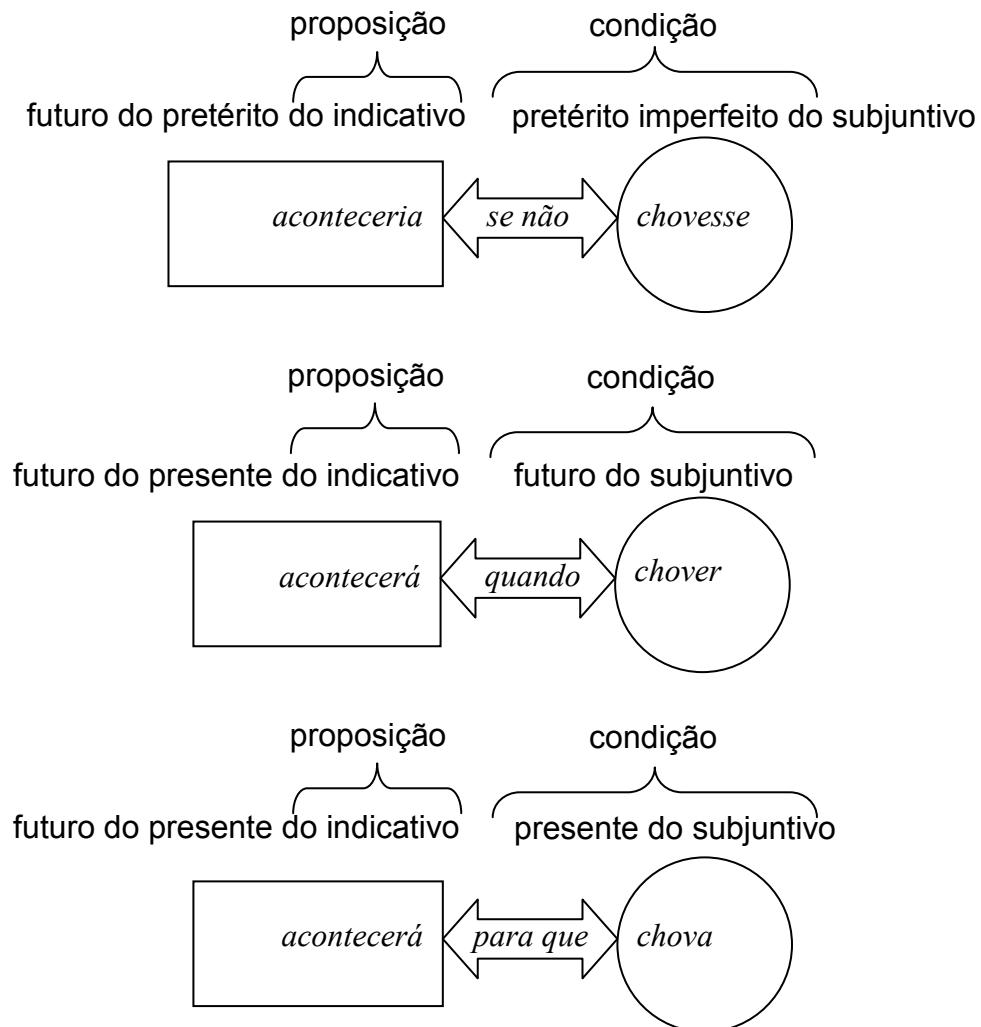 proposição condição
futuro do pretérito do indicativo pretérito imperfeito do subjuntivo
aconteceria se não chovesse
proposição condição
futuro do presente do indicativo futuro do subjuntivo
acontecerá quando chover
proposição condição
futuro do presente do indicativo presente do subjuntivo
acontecerá para que chova